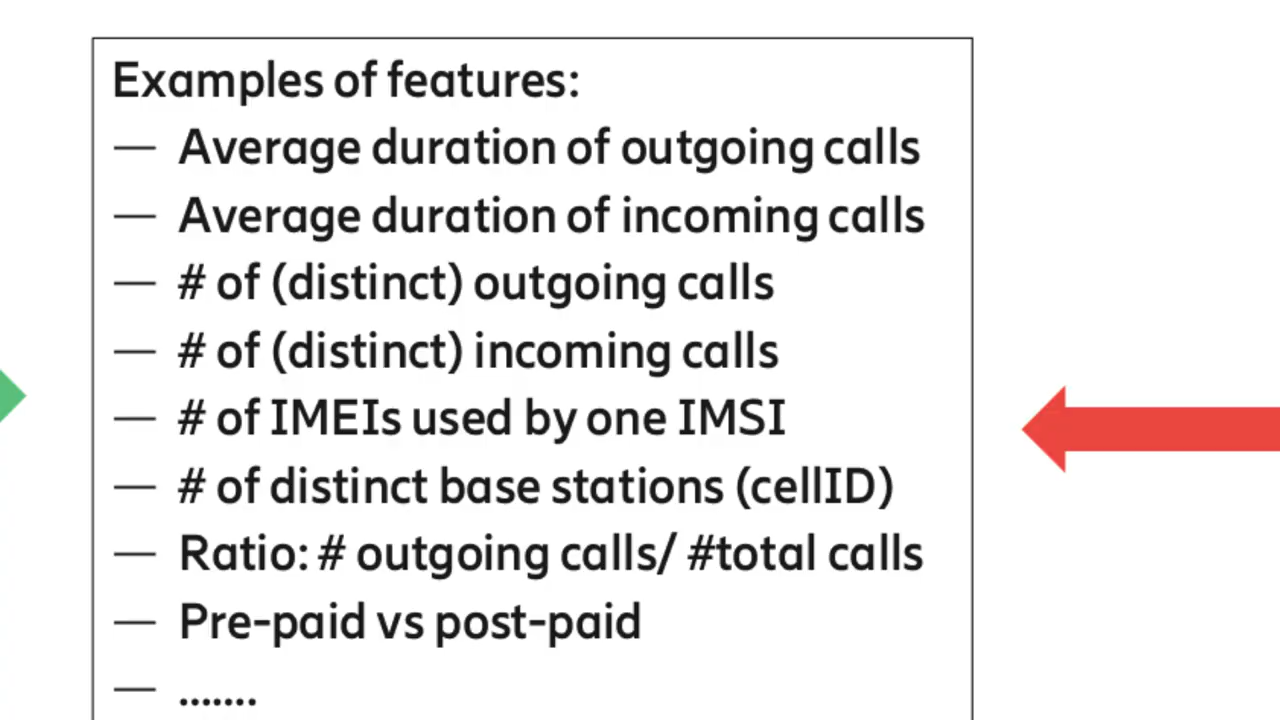 Examples of features:
— Average duration of outgoing calls
— Average duration of incoming calls
— # of (distinct) outgoing calls
— # of (distinct) incoming calls
— # of IMEIs used by one IMSI
— # of distinct base stations (cellID)
— Ratio: # outgoing calls/ #total calls
— Pre-paid vs post-paid
— .......